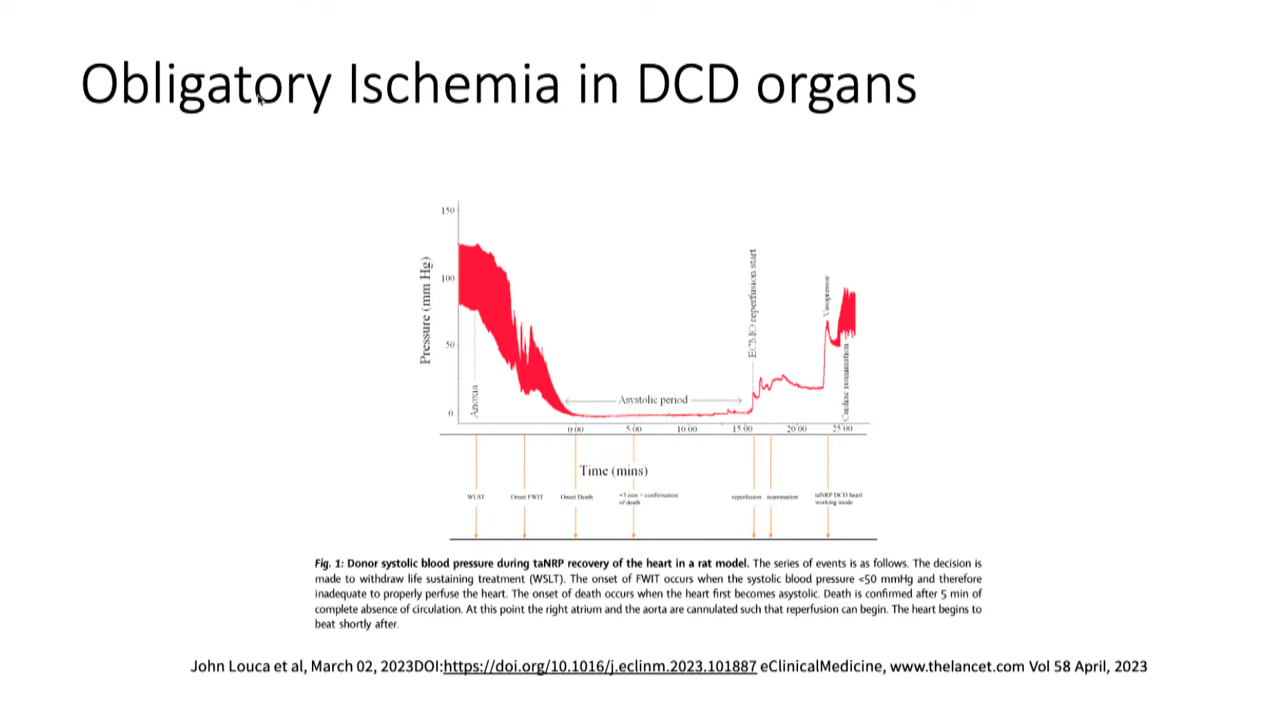 Obligatory Ischemia in DCD organs
150
100
50
0
Pressure (mm Hg)
Anoxia
Asystolic period
ECMO reperfusion start
Vasopressor
Cardiac reanimation
0:00
5:00
10:00
15:00
20:00
25:00
Time (mins)
WLST
Onset FWIT
Onset Death
+5 min = confirmation
of death
reperfusion
reanimation
taNRP DCD heart
working mode
Fig. 1: Donor systolic blood pressure during taNRP recovery of the heart in a rat model. The series of events is as follows. The decision is
made to withdraw life sustaining treatment (WSLT). The onset of FWIT occurs when the systolic blood pressure <50 mmHg and therefore
inadequate to properly perfuse the heart. The onset of death occurs when the heart first becomes asystolic. Death is confirmed after 5 min of
complete absence of circulation. At this point the right atrium and the aorta are cannulated such that reperfusion can begin. The heart begins to
beat shortly after.
John Louca et al, March 02, 2023DOI:https://doi.org/10.1016/j.eclinm.2023.101887 eClinicalMedicine, www.thelancet.com Vol 58 April, 2023